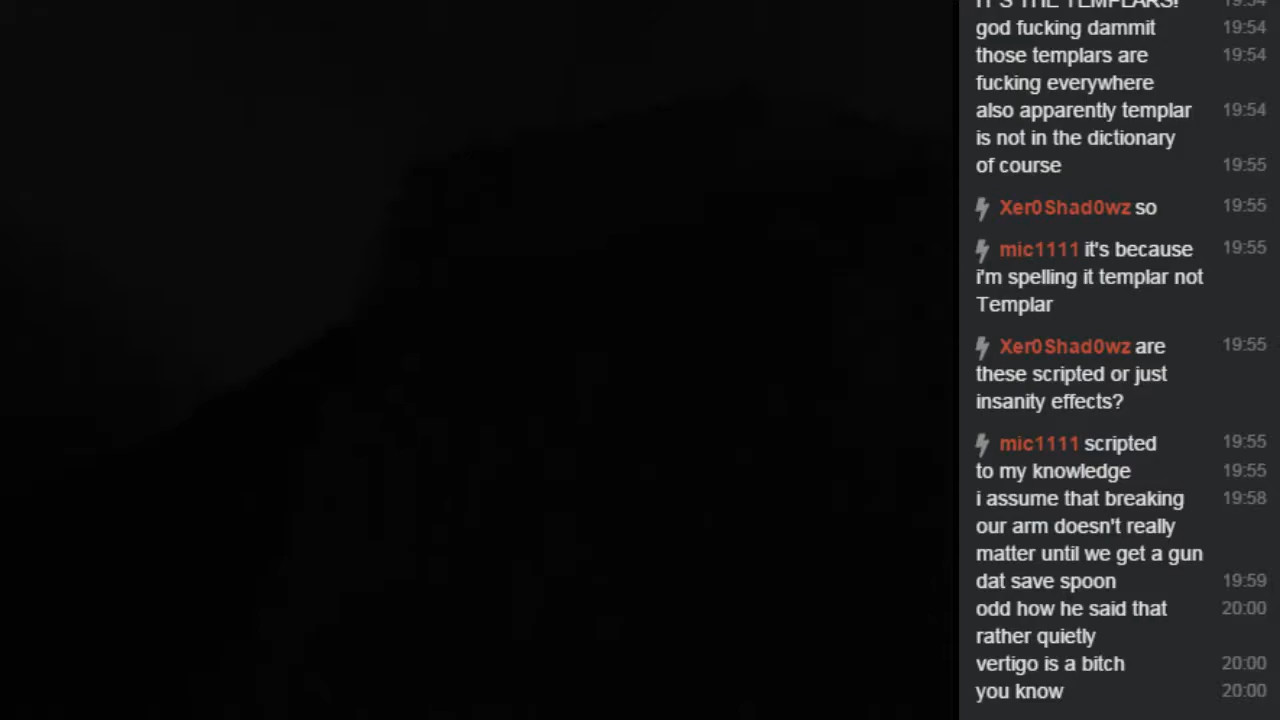 IT'S THE TEMPLARS! 19:54
god fucking dammit 19:54
those templars are 19:54
fucking everywhere
also apparently templar 19:54
is not in the dictionary
of course 19:55
Xer0Shad0wz so 19:55
mic1111 it's because 19:55
i'm spelling it templar not
Templar
Xer0Shad0wz are 19:55
these scripted or just
insanity effects?
mic1111 scripted 19:55
to my knowledge 19:55
i assume that breaking 19:58
our arm doesn't really
matter until we get a gun
dat save spoon 19:59
odd how he said that 20:00
rather quietly
vertigo is a bitch 20:00
you know 20:00